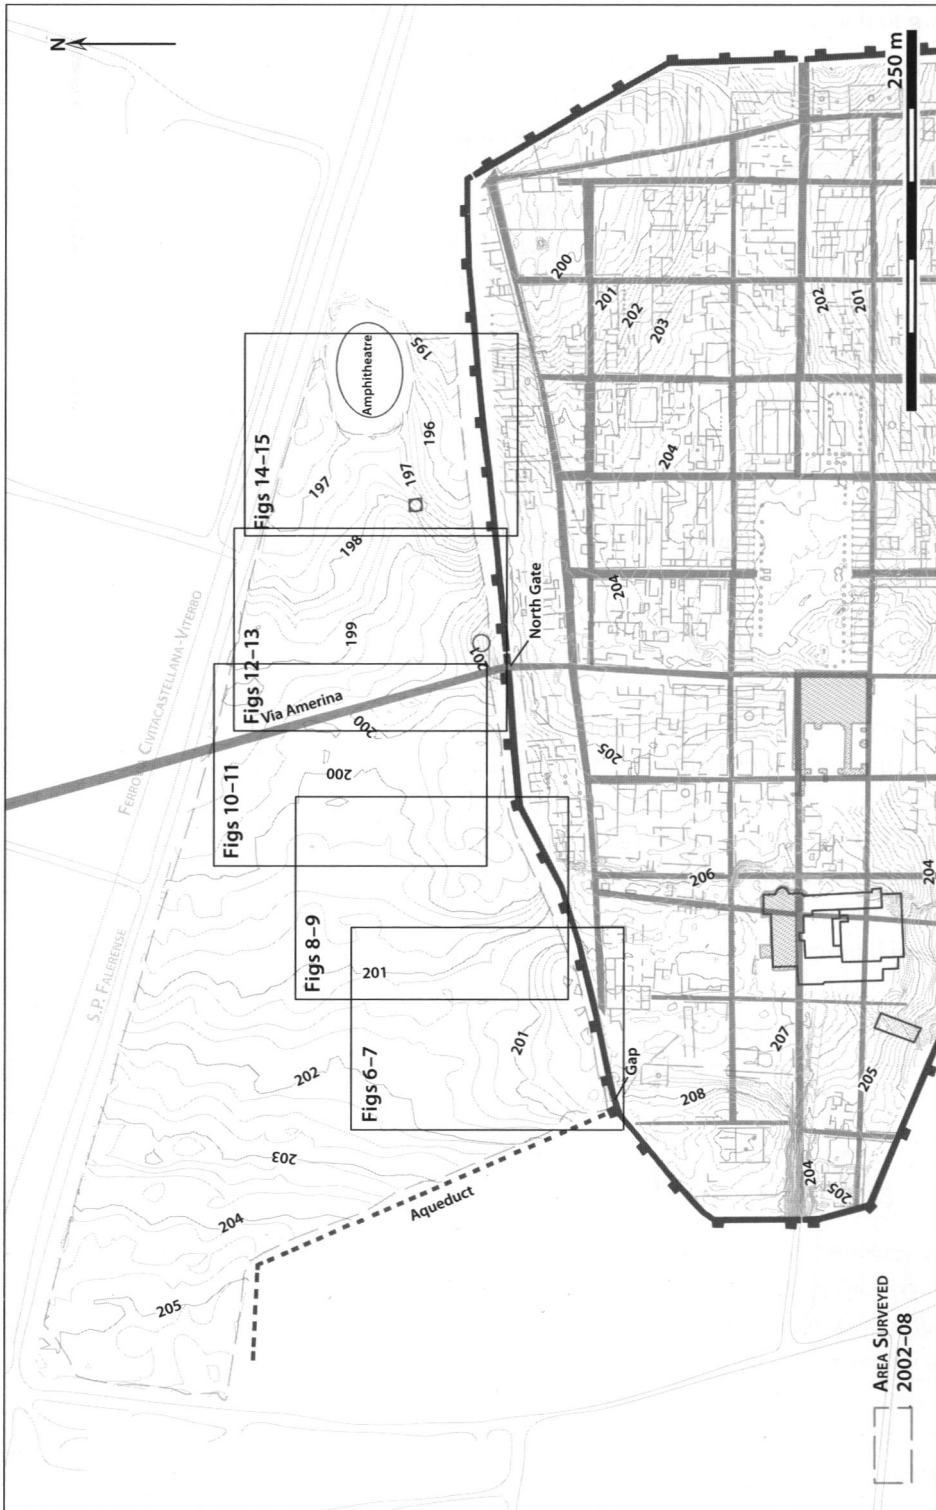 N
S.P. FALERENSE
FERROVIA CIVITACASTELLANA-VITERBO
205
204
Figs 10–11
Figs 12–13
Figs 14–15
203
Via Amerina
202
Figs 8–9
197
200
199
198
200
Amphitheatre
Figs 6–7
201
197
195
196
Aqueduct
201
201
North Gate
200
201
205
204
202
Gap
203
204
208
206
207
204
202
205
201
205
AREA SURVEYED
2002–08
250 m
204